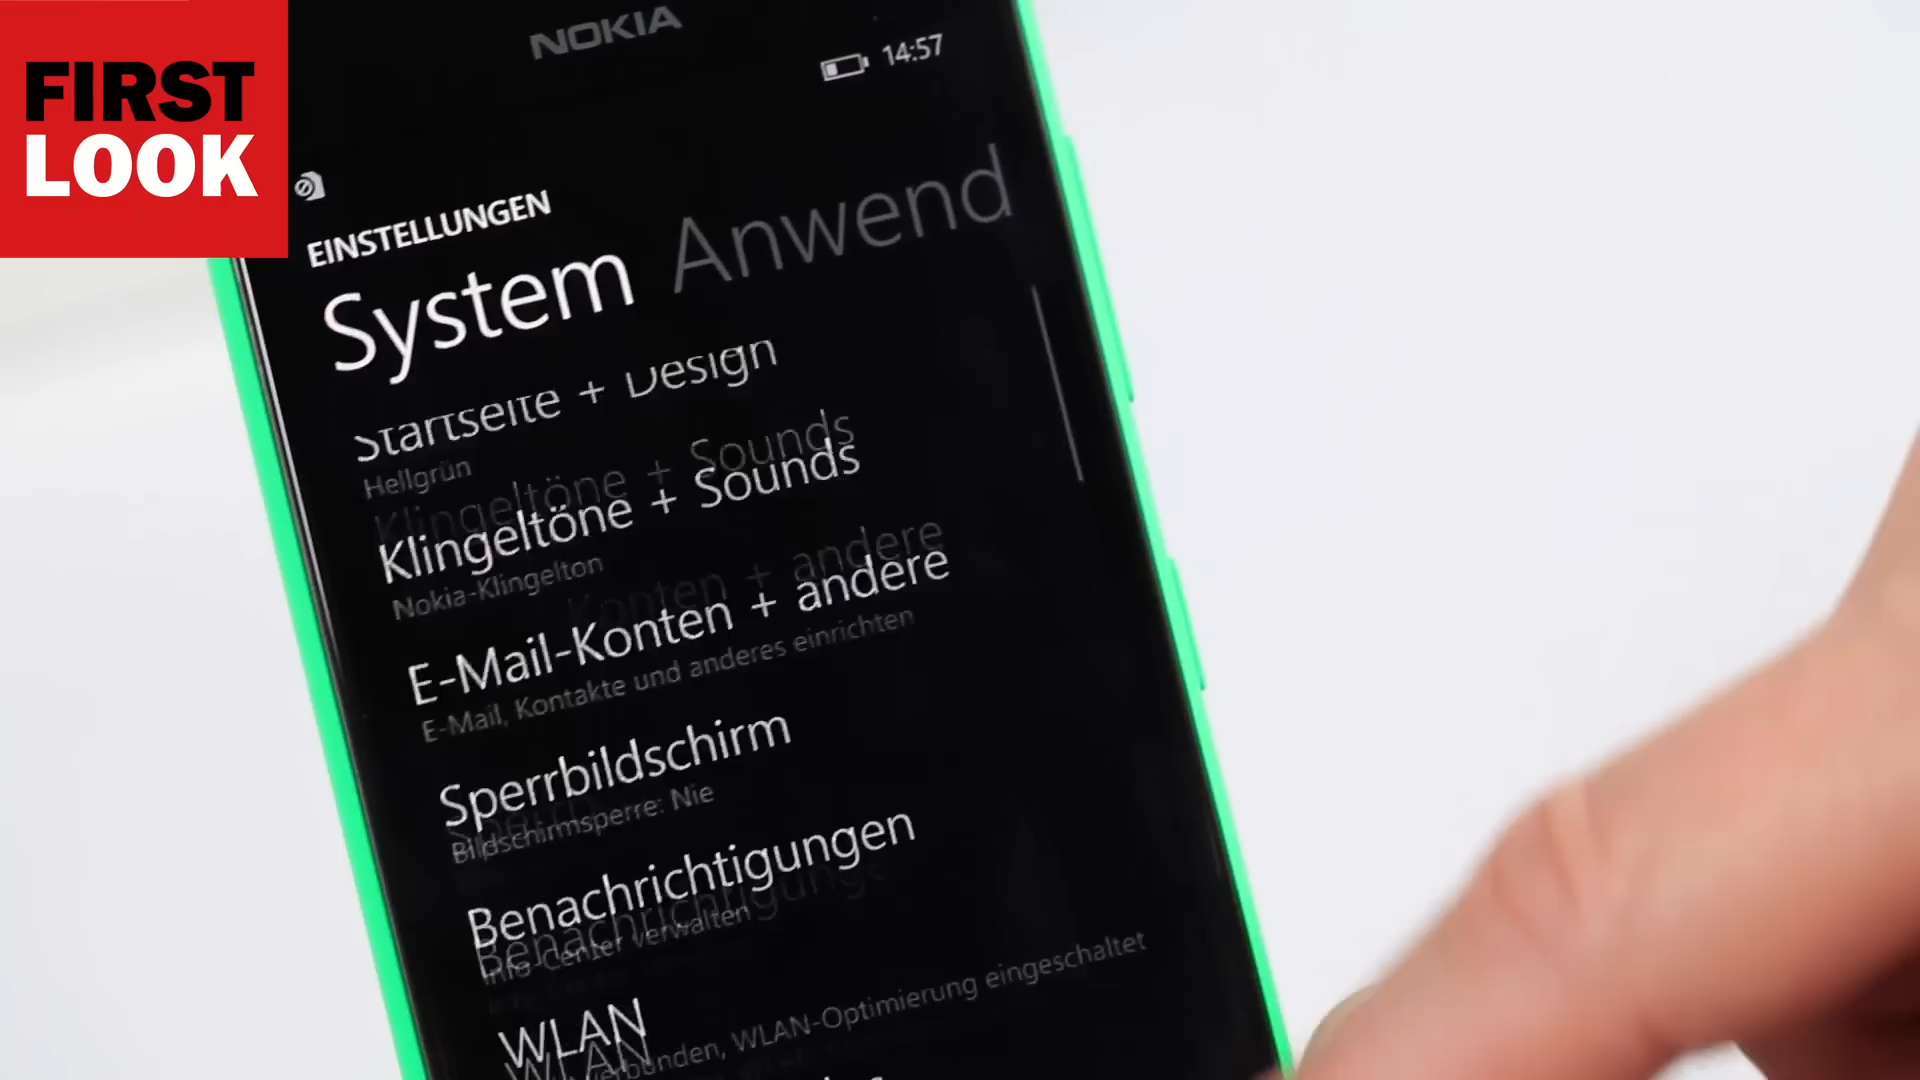 FIRST
LOOK
NOKIA
14:57
EINSTELLUNGEN
System Anwend
Startseite + Design
Hellgrün
Klingeltöne + Sounds
Nokia-Klingelton
E-Mail-Konten + andere
E-Mail, Kontakte und anderes einrichten
Sperrbildschirm
Bildschirmsperre: Nie
Benachrichtigungen
Info-Center verwalten
WLAN
WLAN-Optimierung eingeschaltet